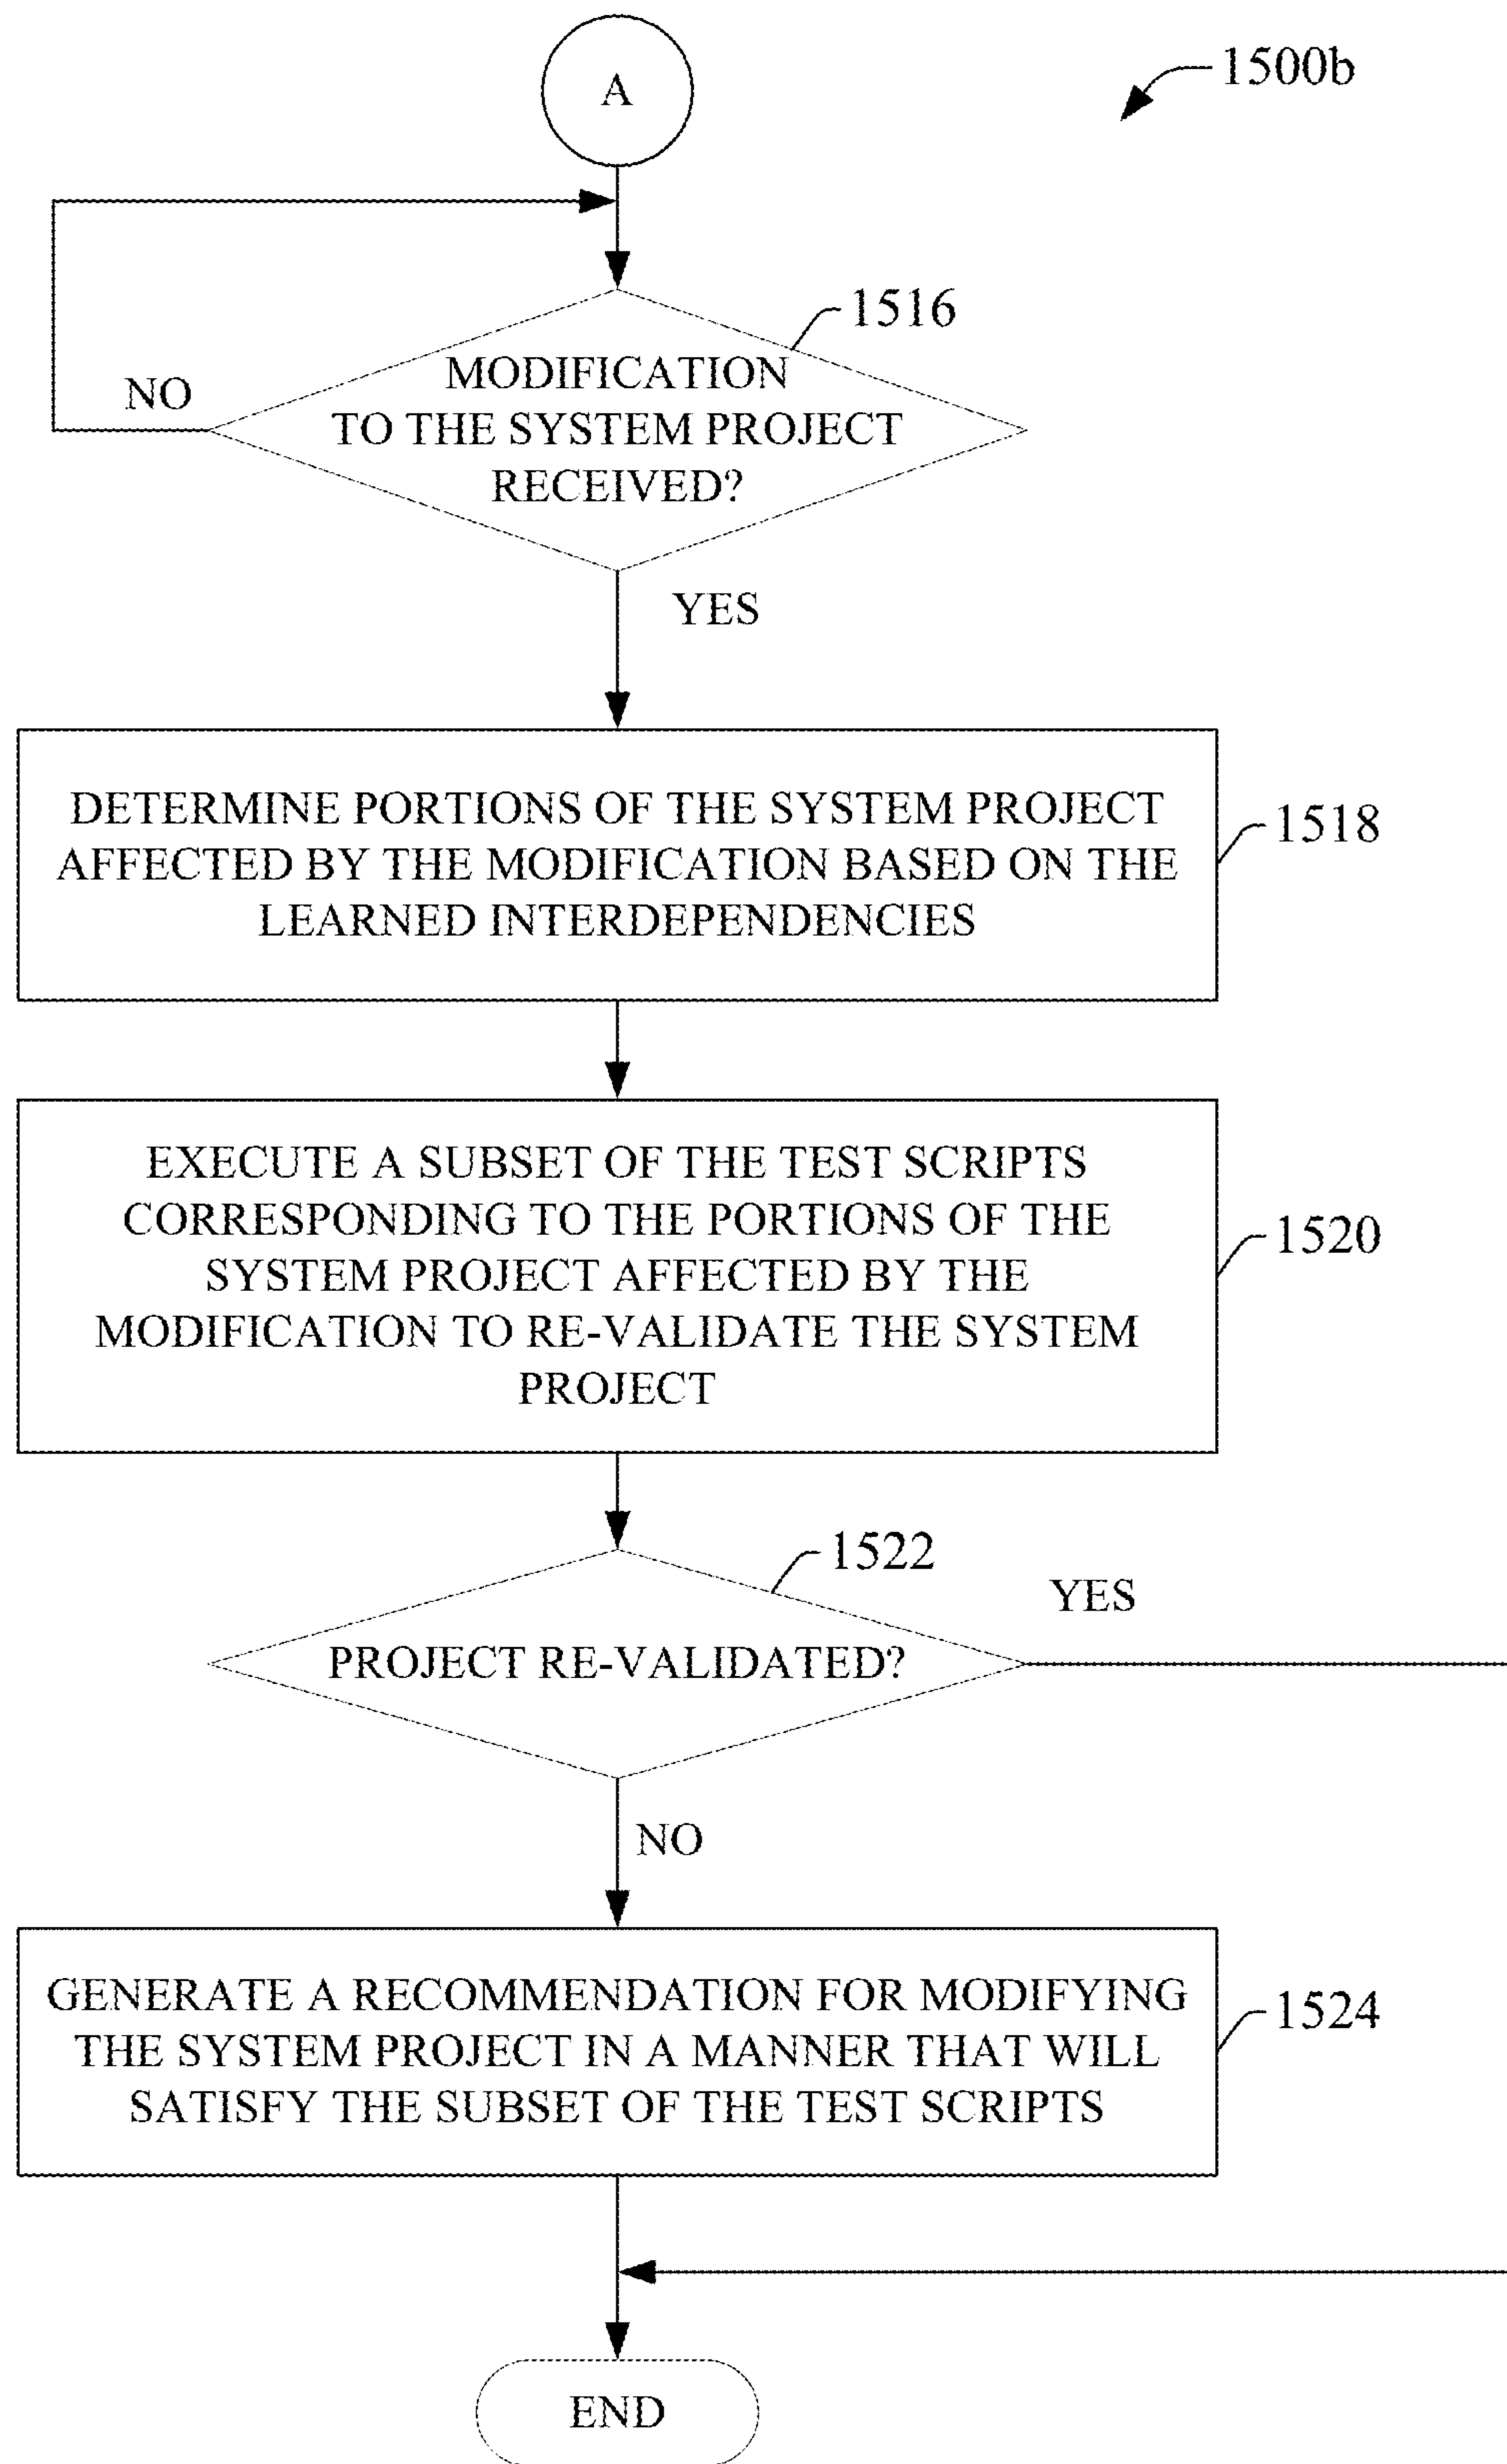 A
1500b
1516
MODIFICATION
TO THE SYSTEM PROJECT
RECEIVED?
NO
YES
DETERMINE PORTIONS OF THE SYSTEM PROJECT
AFFECTED BY THE MODIFICATION BASED ON THE
LEARNED INTERDEPENDENCIES
1518
EXECUTE A SUBSET OF THE TEST SCRIPTS
CORRESPONDING TO THE PORTIONS OF THE
SYSTEM PROJECT AFFECTED BY THE
MODIFICATION TO RE-VALIDATE THE SYSTEM
PROJECT
1520
1522
YES
PROJECT RE-VALIDATED?
NO
GENERATE A RECOMMENDATION FOR MODIFYING
THE SYSTEM PROJECT IN A MANNER THAT WILL
SATISFY THE SUBSET OF THE TEST SCRIPTS
1524
END